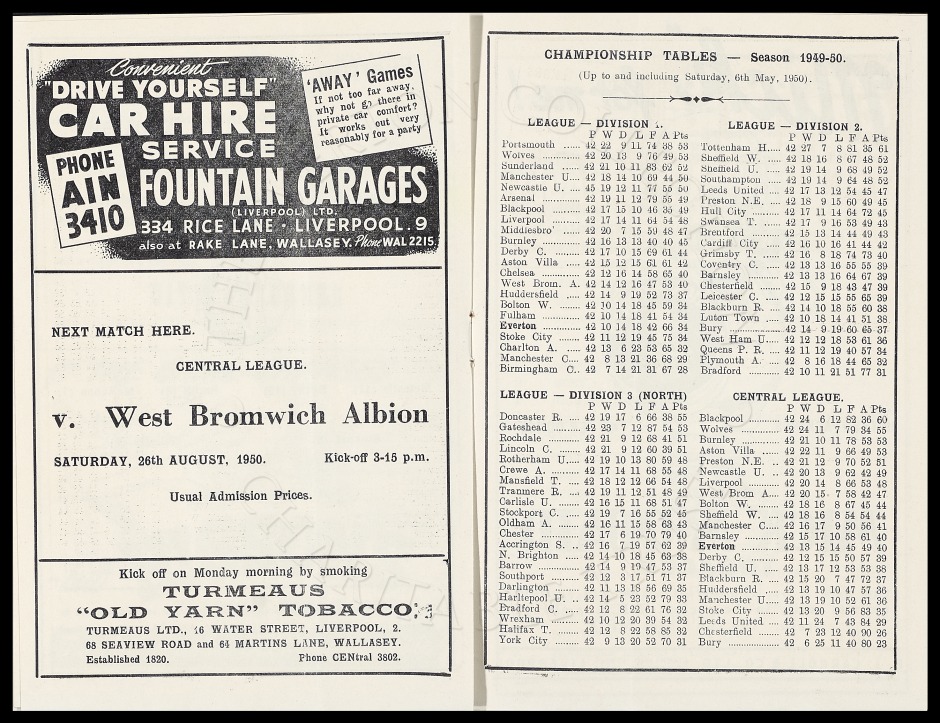 Convenient
"DRIVE YOURSELF"
CAR HIRE
SERVICE
'AWAY' Games
If not too far away,
why not go there in
private car comfort?
It works out very
reasonably for a party
PHONE
AIN
3410
FOUNTAIN GARAGES
(LIVERPOOL) LTD.
334 RICE LANE · LIVERPOOL. 9
also at RAKE LANE, WALLASEY. Phone WAL 2215
NEXT MATCH HERE.
CENTRAL LEAGUE.
v. West Bromwich Albion
SATURDAY, 26th AUGUST, 1950. Kick-off 3-15 p.m.
Usual Admission Prices.
Kick off on Monday morning by smoking
TURMEAUS
"OLD YARN" TOBACCO
TURMEAUS LTD., 16 WATER STREET, LIVERPOOL, 2.
68 SEAVIEW ROAD and 64 MARTINS LANE, WALLASEY.
Established 1820. Phone CENtral 3802.
CHAMPIONSHIP TABLES — Season 1949-50.
(Up to and including Saturday, 6th May, 1950).
LEAGUE — DIVISION 1.
P W D L F A Pts
Portsmouth ...... 42 22 9 11 74 38 53
Wolves ............ 42 20 13 9 76 49 53
Sunderland ...... 42 21 10 11 83 62 52
Manchester U... 42 18 14 10 69 44 50
Newcastle U. ... 45 19 12 11 77 55 50
Arsenal ............ 42 19 11 12 79 55 49
Blackpool ......... 42 17 15 10 46 35 49
Liverpool ......... 42 17 14 11 64 54 48
Middlesbro' ...... 42 20 7 15 59 48 47
Burnley ............ 42 16 13 13 40 40 45
Derby C. ......... 42 17 10 15 69 61 44
Aston Villa ...... 42 15 12 15 61 61 42
Chelsea ............ 42 12 16 14 58 65 40
West Brom. A. 42 14 12 16 47 53 40
Huddersfield ... 42 14 9 19 52 73 37
Bolton W. ......... 42 10 14 18 45 59 34
Fulham ............ 42 10 14 18 41 54 34
Everton ............ 42 10 14 18 42 66 34
Stoke City ...... 42 11 12 19 45 75 34
Charlton A. ...... 42 13 6 23 53 65 32
Manchester C.... 42 8 13 21 36 68 29
Birmingham C.. 42 7 14 21 31 67 28
LEAGUE — DIVISION 2.
P W D L F A Pts
Tottenham H.... 42 27 7 8 81 35 61
Sheffield W. ... 42 18 16 8 67 48 52
Sheffield U. ... 42 19 14 9 68 49 52
Southampton ... 42 19 14 9 64 48 52
Leeds United ... 42 17 13 12 54 45 47
Preston N.E. ... 42 18 9 15 60 49 45
Hull City ......... 42 17 11 14 64 72 45
Swansea T. ...... 42 17 9 16 53 49 43
Brentford ......... 42 15 13 14 44 49 43
Cardiff City ...... 42 16 10 16 41 44 42
Grimsby T. ...... 42 16 8 18 74 73 40
Coventry C. ...... 42 13 13 16 55 55 39
Barnsley ......... 42 13 13 16 64 67 39
Chesterfield ...... 42 15 9 18 43 47 39
Leicester C. ...... 42 12 15 15 55 65 39
Blackburn R. ... 42 14 10 18 55 60 38
Luton Town ...... 42 10 18 14 41 51 38
Bury ............... 42 14 9 19 60 65 37
West Ham U..... 42 12 12 18 53 61 36
Queens P. R. ... 42 11 12 19 40 57 34
Plymouth A. ... 42 8 16 18 44 65 32
Bradford ......... 42 10 11 21 51 77 31
LEAGUE — DIVISION 3 (NORTH)
P W D L F A Pts
Doncaster R. ... 42 19 17 6 66 38 55
Gateshead ......... 42 23 7 12 87 54 53
Rochdale ......... 42 21 9 12 68 41 51
Lincoln C. ...... 42 21 9 12 60 39 51
Rotherham U..... 42 19 10 13 80 59 48
Crewe A. ......... 42 17 14 11 68 55 48
Mansfield T. ... 42 18 12 12 66 54 48
Tranmere R. ... 42 19 11 12 51 48 49
Carlisle U. ...... 42 16 15 11 68 51 47
Stockport C. ... 42 19 7 16 55 52 45
Oldham A. ...... 42 16 11 15 58 63 43
Chester ............ 42 17 6 19 70 79 40
Accrington S. .. 42 16 7 19 57 62 39
N. Brighton ... 42 14 10 18 45 63 38
Barrow ............ 42 14 9 19 47 53 37
Southport ......... 42 12 3 17 51 71 37
Darlington ...... 42 11 13 18 56 69 35
Hartlepool U. .. 42 14 5 23 52 79 33
Bradford C. ...... 42 12 8 22 61 76 32
Wrexham ......... 42 10 12 20 39 54 32
Halifax T. ...... 42 12 8 22 58 85 32
York City ......... 42 9 13 20 52 70 31
CENTRAL LEAGUE.
P W D L F A Pts
Blackpool ......... 42 24 6 12 82 36 60
Wolves ............ 42 24 11 7 79 34 55
Burnley ............ 42 21 10 11 78 53 53
Aston Villa ...... 42 22 11 9 66 49 53
Preston N.E. ... 42 21 12 9 70 52 51
Newcastle U. ... 42 20 13 9 62 42 49
Liverpool ......... 42 20 14 8 66 53 48
West Brom A.... 42 20 15 7 58 42 47
Bolton W. ......... 42 18 16 8 67 45 44
Sheffield W. ... 42 18 16 8 54 54 44
Manchester C.... 42 16 17 9 50 56 41
Barnsley ......... 42 15 17 10 58 61 40
Everton ............ 42 13 15 14 45 49 40
Derby C. ......... 42 12 15 15 50 57 39
Sheffield U. ... 42 13 17 12 53 53 38
Blackburn R. ... 42 15 20 7 47 72 37
Huddersfield ... 42 13 19 10 47 57 36
Manchester U.... 42 13 19 10 52 61 36
Stoke City ...... 42 13 20 9 56 83 35
Leeds United ... 42 11 24 7 43 84 29
Chesterfield ...... 42 7 23 12 40 90 26
Bury ............... 42 6 25 11 40 80 23